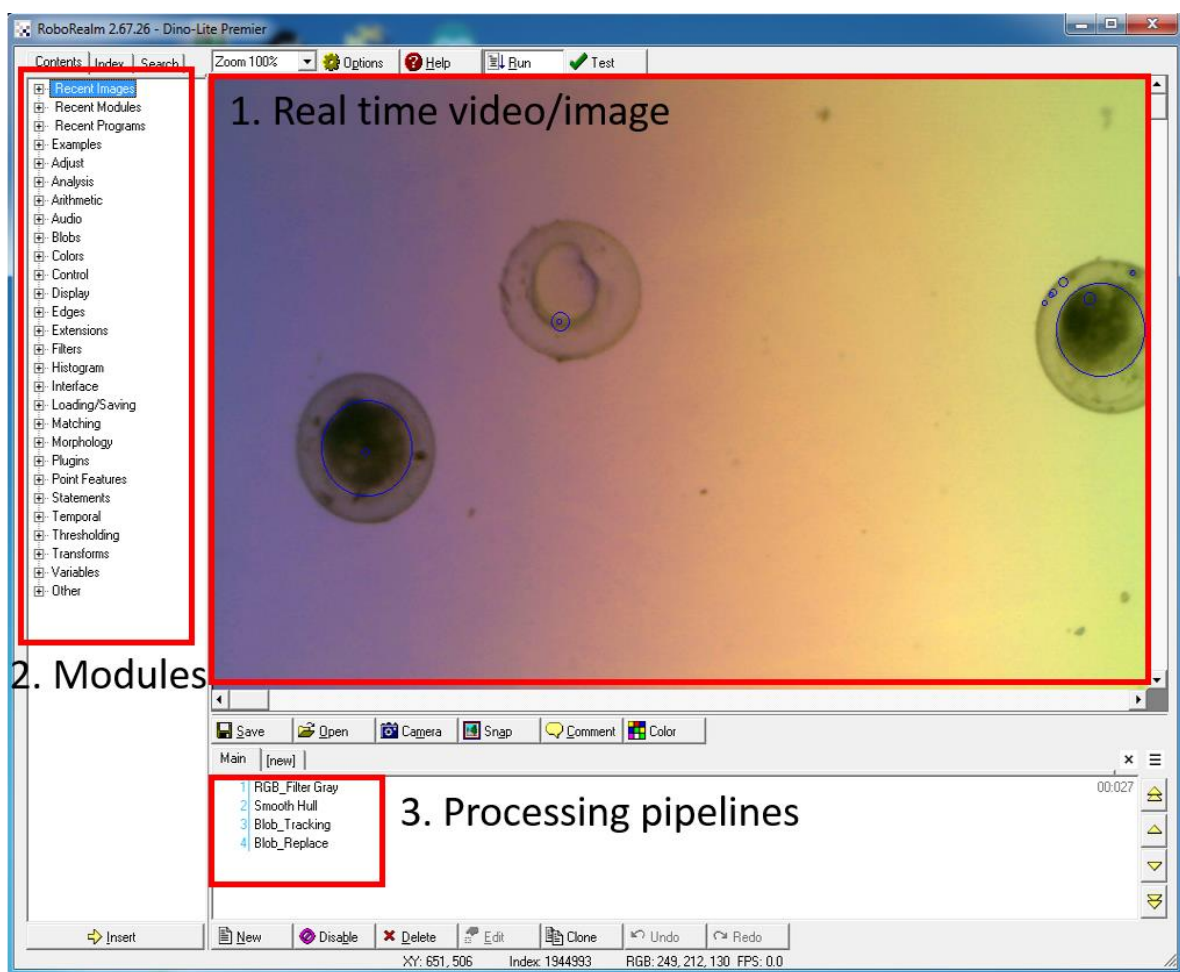 RoboRealm 2.67.26 - Dino-Lite Premier
Contents Index Search
Zoom 100% Options Help Run Test
Recent Images
Recent Modules
Recent Programs
Examples
Adjust
Analysis
Arithmetic
Audio
Blobs
Colors
Control
Display
Edges
Extensions
Filters
Histogram
Interface
Loading/Saving
Matching
Morphology
Plugins
Point Features
Statements
Temporal
Thresholding
Transforms
Variables
Other
1. Real time video/image
2. Modules
Save Open Camera Snap Comment Color
Main [new]
1 RGB_Filter Gray
2 Smooth Hull
3 Blob_Tracking
4 Blob_Replace
00:027
3. Processing pipelines
Insert
New Disable Delete Edit Clone Undo Redo
XY: 651, 506 Index: 1944993 RGB: 249, 212, 130 FPS: 0.0